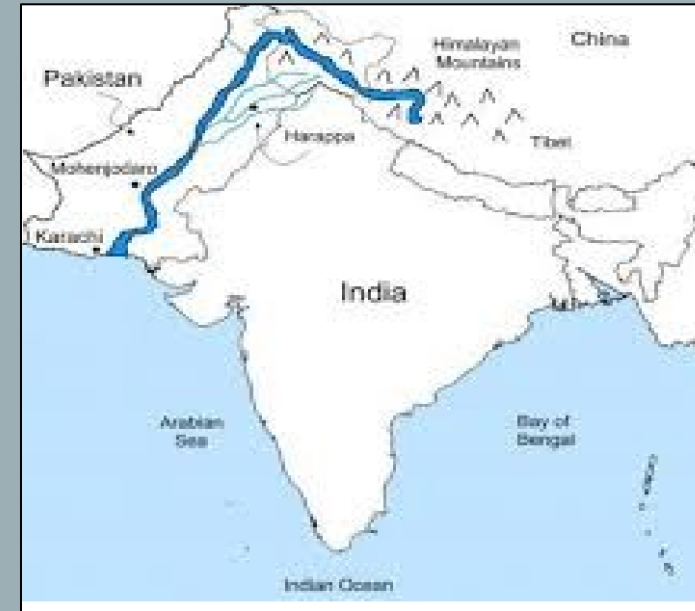 China
Himalayan
Mountains
Pakistan
Harappa
Tibet
Mohenjodaro
Karachi
India
Arabian
Sea
Bay of
Bengal
Indian Ocean